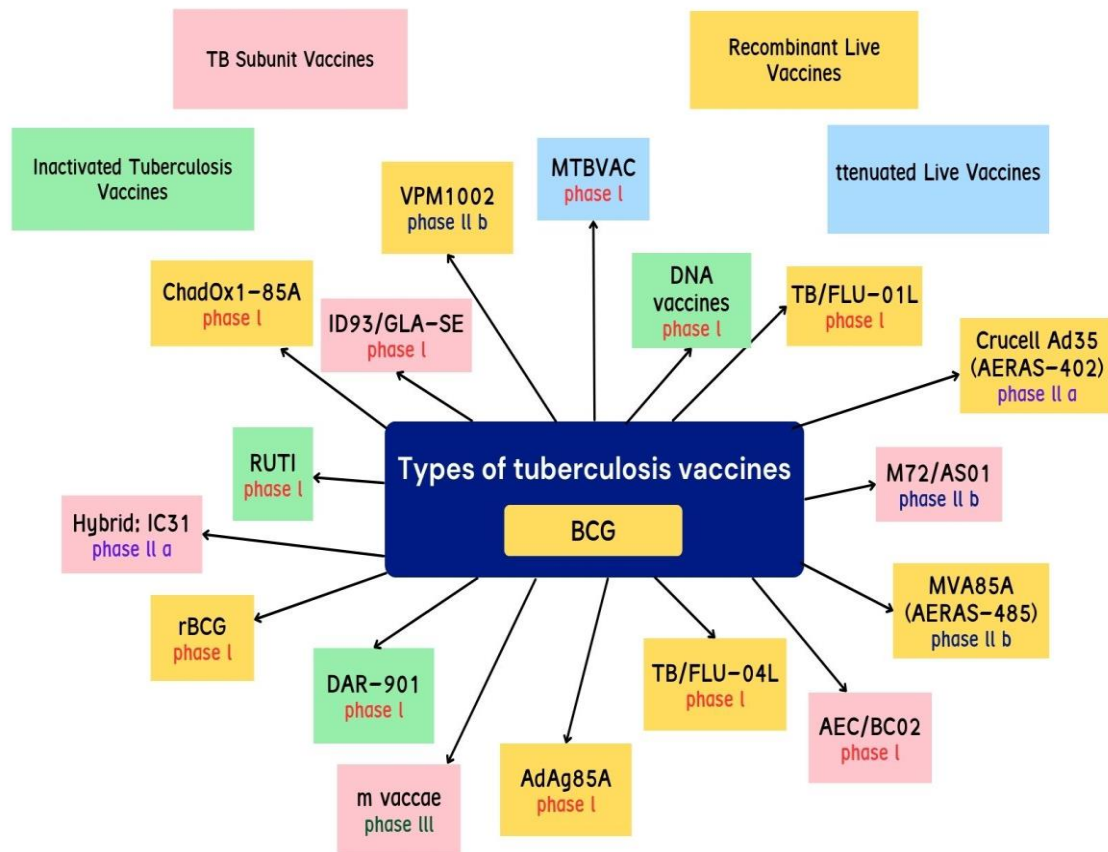 TB Subunit Vaccines
Recombinant Live
Vaccines
Inactivated Tuberculosis
Vaccines
ttenuated Live Vaccines
MTBVAC
phase l
VPM1002
phase ll b
DNA
vaccines
phase l
TB/FLU-01L
phase l
ChadOx1-85A
phase l
ID93/GLA-SE
phase l
Crucell Ad35
(AERAS-402)
phase ll a
Types of tuberculosis vaccines
BCG
RUTI
phase l
M72/AS01
phase ll b
Hybrid: IC31
phase ll a
MVA85A
(AERAS-485)
phase ll b
rBCG
phase l
DAR-901
phase l
TB/FLU-04L
phase l
AEC/BC02
phase l
m vaccae
phase lll
AdAg85A
phase l